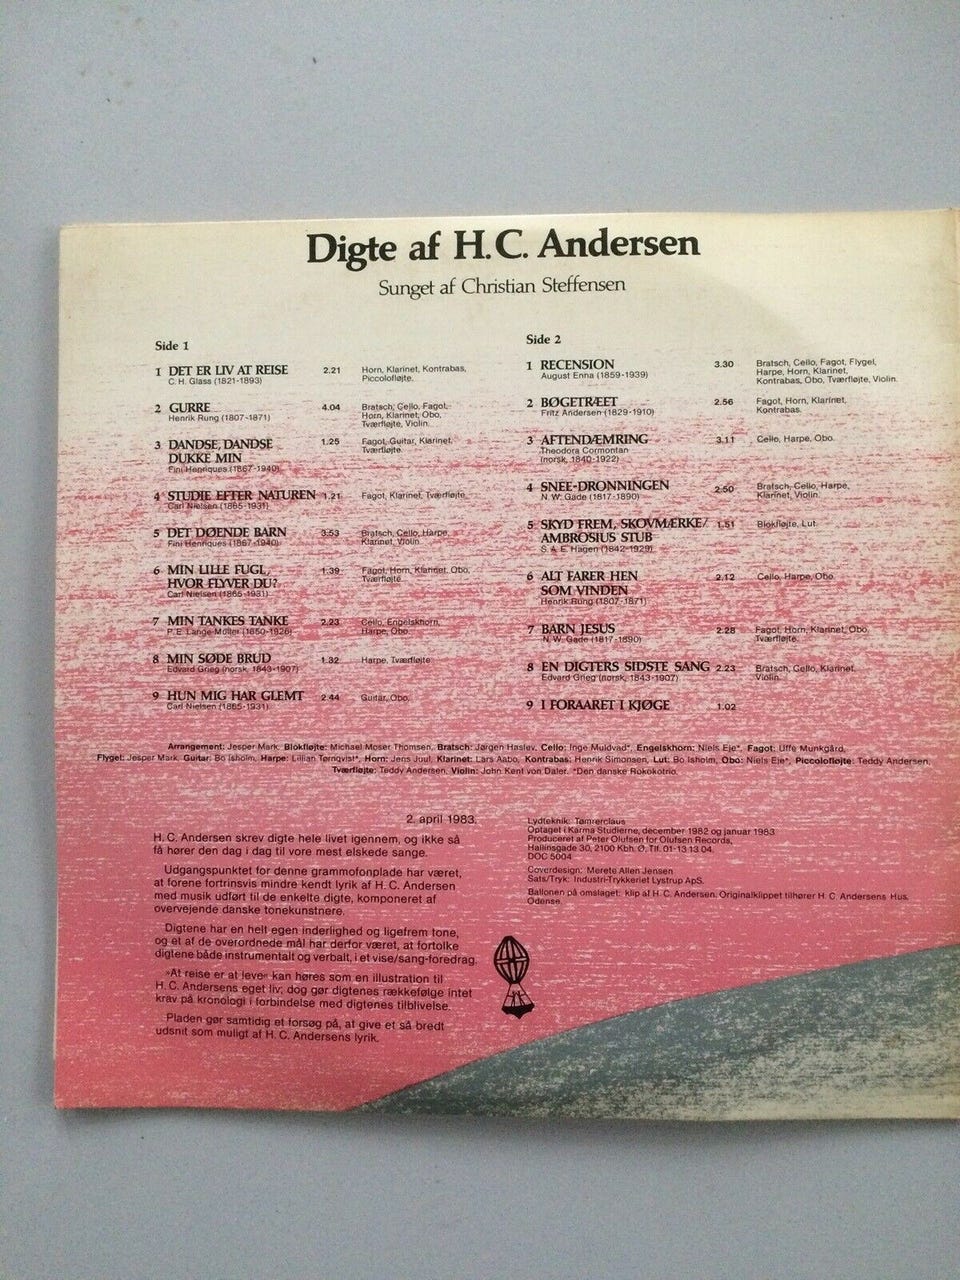 Digte af H.C. Andersen
Sunget af Christian Steffensen
Side 1
1 DET ER LIV AT REISE 2.21 Horn, Klarinet, Kontrabas,
C. H. Glass (1821-1893) Piccolofløjte.
2 GURRE 4.04 Bratsch, Cello, Fagot,
Henrik Rung (1807-1871) Horn, Klarinet, Obo,
Tværfløjte, Violin.
3 DANDSE, DANDSE 1.25 Fagot, Guitar, Klarinet,
DUKKE MIN Tværfløjte.
Fini Henriques (1867-1940)
4 STUDIE EFTER NATUREN 1.21 Fagot, Klarinet, Tværfløjte.
Carl Nielsen (1865-1931)
5 DET DØENDE BARN 3.53 Bratsch, Cello, Harpe,
Fini Henriques (1867-1940) Klarinet, Violin.
6 MIN LILLE FUGL, 1.39 Fagot, Horn, Klarinet, Obo,
HVOR FLYVER DU? Tværfløjte.
Carl Nielsen (1865-1931)
7 MIN TANKES TANKE 2.23 Cello, Engelskhorn,
P. E. Lange-Müller (1850-1926) Harpe, Obo.
8 MIN SØDE BRUD 1.32 Harpe, Tværfløjte.
Edvard Grieg (norsk, 1843-1907)
9 HUN MIG HAR GLEMT 2.44 Guitar, Obo.
Carl Nielsen (1865-1931)
Side 2
1 RECENSION 3.30 Bratsch, Cello, Fagot, Flygel,
August Enna (1859-1939) Harpe, Horn, Klarinet,
Kontrabas, Obo, Tværfløjte, Violin.
2 BØGETRÆET 2.56 Fagot, Horn, Klarinet,
Fritz Andersen (1829-1910) Kontrabas.
3 AFTENDÆMRING 3.11 Cello, Harpe, Obo.
Theodora Cormontan
(norsk, 1840-1922)
4 SNEE-DRONNINGEN 2.50 Bratsch, Cello, Harpe,
N. W. Gade (1817-1890) Klarinet, Violin.
5 SKYD FREM, SKOVMÆRKE/ 1.51 Blokfløjte, Lut.
AMBROSIUS STUB
S. A. E. Hagen (1842-1929)
6 ALT FARER HEN 2.12 Cello, Harpe, Obo.
SOM VINDEN
Henrik Rung (1807-1871)
7 BARN JESUS 2.28 Fagot, Horn, Klarinet, Obo,
N. W. Gade (1817-1890) Tværfløjte.
8 EN DIGTERS SIDSTE SANG 2.23 Bratsch, Cello, Klarinet,
Edvard Grieg (norsk, 1843-1907) Violin.
9 I FORAARET I KJØGE 1.02
Arrangement: Jesper Mark. Blokfløjte: Michael Moser Thomsen. Bratsch: Jørgen Haslev. Cello: Inge Muldvad*, Engelskhorn: Niels Eje*, Fagot: Uffe Munkgård,
Flygel: Jesper Mark. Guitar: Bo Isholm, Harpe: Lillian Tørnqvist*, Horn: Jens Juul, Klarinet: Lars Aabo, Kontrabas: Henrik Simonsen, Lut: Bo Isholm, Obo: Niels Eje*, Piccolofløjte: Teddy Andersen,
Tværfløjte: Teddy Andersen, Violin: John Kent von Daler. *Den danske Rokokotrio.
2. april 1983.
H. C. Andersen skrev digte hele livet igennem, og ikke så
få hører den dag i dag til vore mest elskede sange.
Udgangspunktet for denne grammofonplade har været,
at forene fortrinsvis mindre kendt lyrik af H. C. Andersen
med musik udført til de enkelte digte, komponeret af
overvejende danske tonekunstnere.
Digtene har en helt egen inderlighed og ligefrem tone,
og et af de overordnede mål har derfor været, at fortolke
digtene både instrumentalt og verbalt, i et vise/sang-foredrag.
»At reise er at leve« kan høres som en illustration til
H. C. Andersens eget liv; dog gør digtenes rækkefølge intet
krav på kronologi i forbindelse med digtenes tilblivelse.
Pladen gør samtidig et forsøg på, at give et så bredt
udsnit som muligt af H. C. Andersens lyrik.
Lydteknik: Tømrerclaus
Optaget i Karma Studierne, december 1982 og januar 1983
Produceret af Peter Olufsen for Olufsen Records,
Hallinsgade 30, 2100 Kbh. Ø, Tlf. 01-13 13 04.
DOC 5004
Coverdesign: Merete Allen Jensen
Sats/Tryk: Industri-Trykkeriet Lystrup ApS.
Ballonen på omslaget: klip af H. C. Andersen. Originalklippet tilhører H. C. Andersens Hus,
Odense.